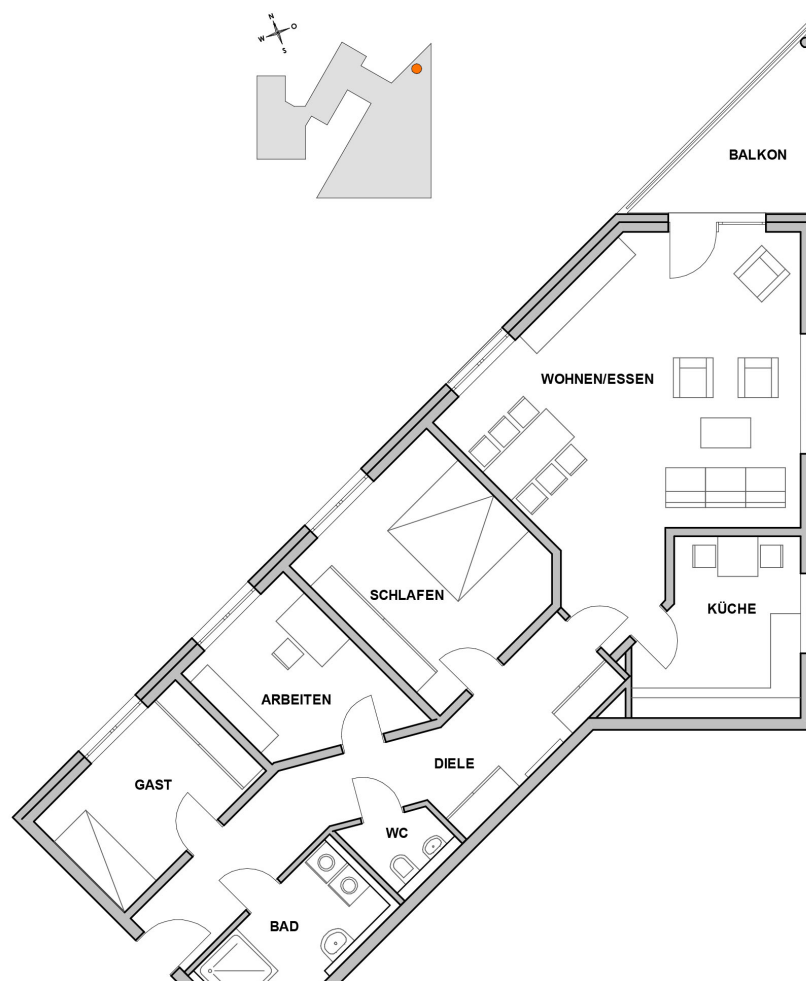 N
W O
S
BALKON
WOHNEN/ESSEN
SCHLAFEN
KÜCHE
ARBEITEN
DIELE
GAST
WC
BAD